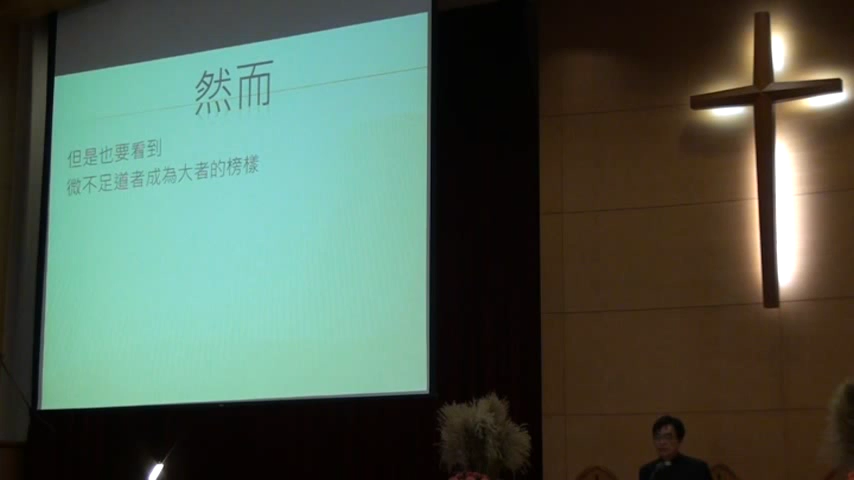 然而
但是也要看到
微不足道者成為大者的榜樣